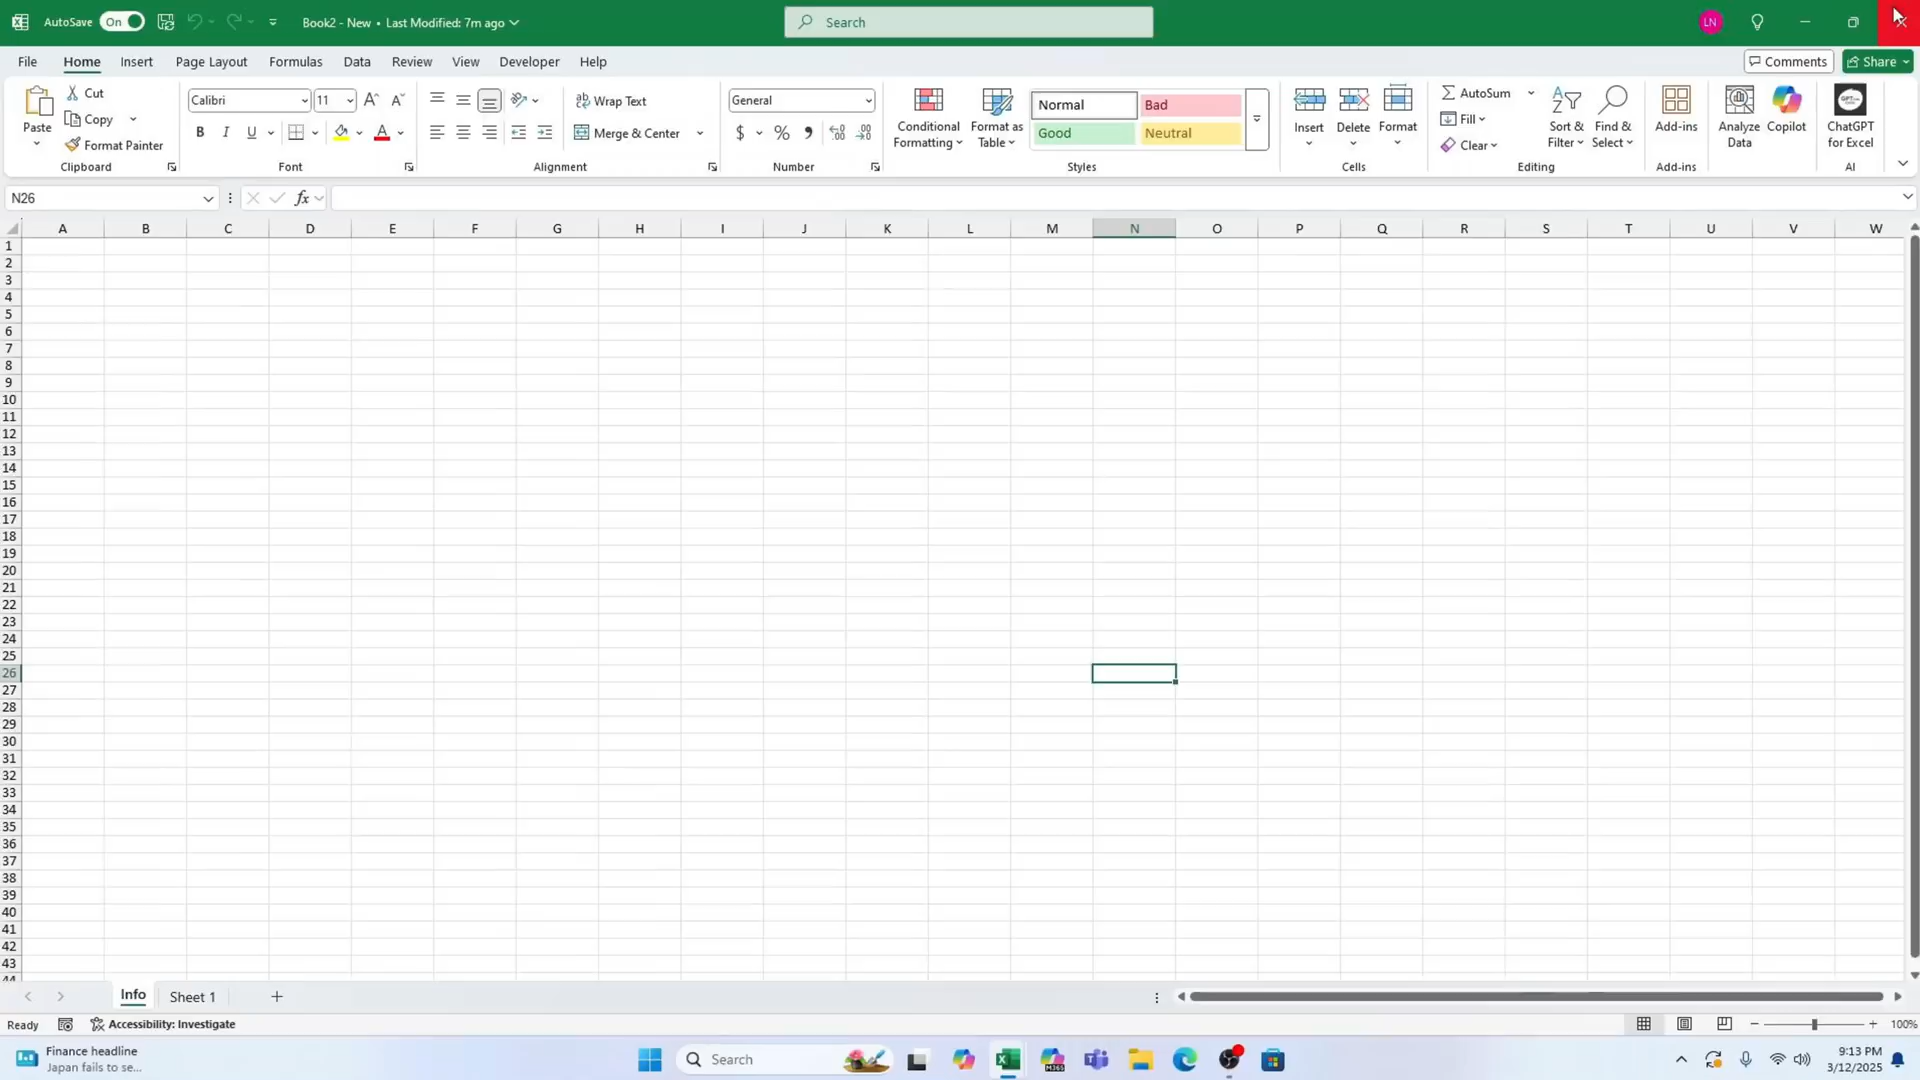 AutoSave On Book2 - New • Last Modified: 7m ago Search LN
File Home Insert Page Layout Formulas Data Review View Developer Help Comments Share
Paste Cut Copy Format Painter Clipboard
Calibri 11 B I U A Font
Wrap Text Merge & Center Alignment
General $ % Number
Conditional Formatting Format as Table Normal Bad Good Neutral Styles
Insert Delete Format Cells
AutoSum Fill Clear Sort & Filter Find & Select Editing
Add-ins Add-ins
Analyze Data Copilot
ChatGPT for Excel AI
N26 fx
A B C D E F G H I J K L M N O P Q R S T U V W
1
2
3
4
5
6
7
8
9
10
11
12
13
14
15
16
17
18
19
20
21
22
23
24
25
26
27
28
29
30
31
32
33
34
35
36
37
38
39
40
41
42
43
44
Info Sheet 1
Ready Accessibility: Investigate 100%
Finance headline Search 9:13 PM
Japan fails to se... M365 3/12/2025